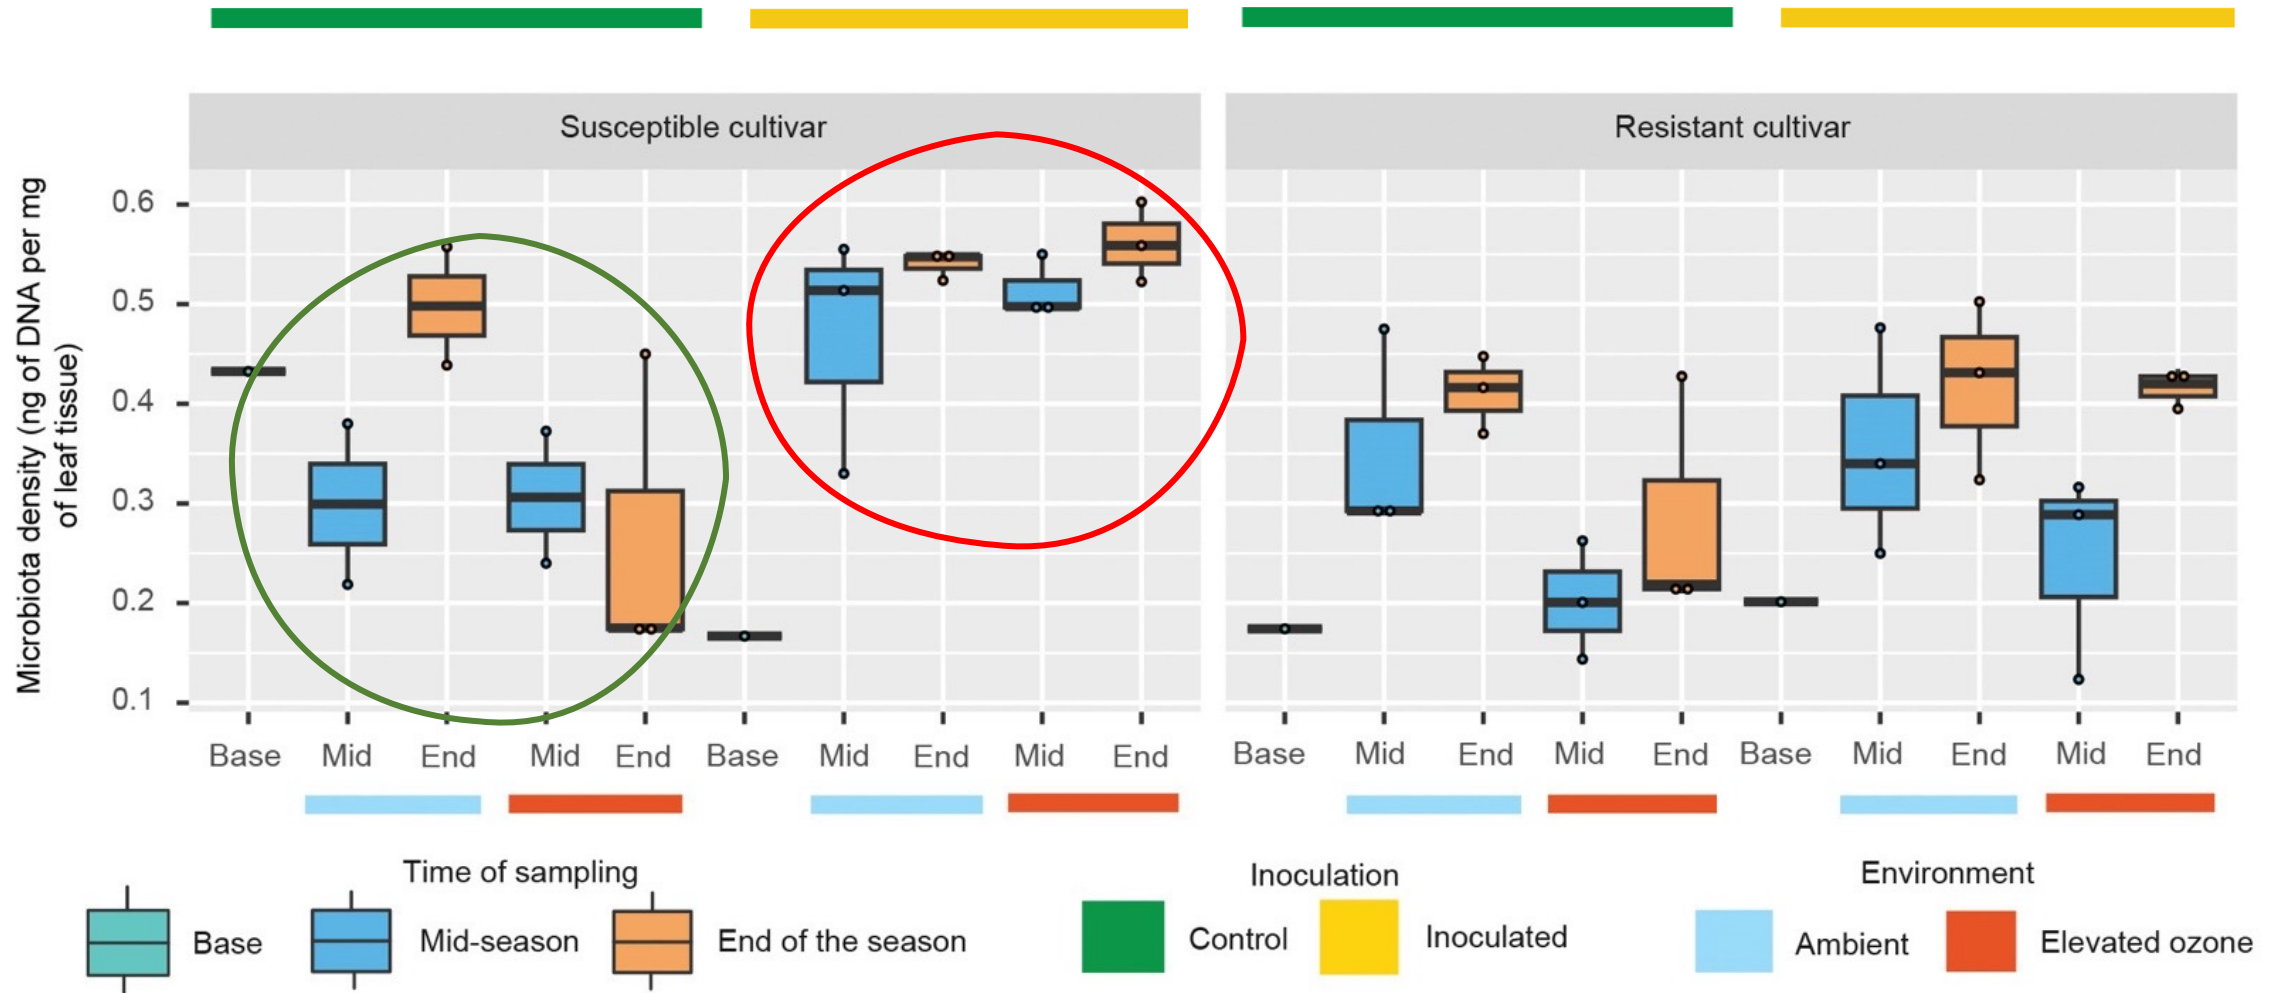 Susceptible cultivar
Resistant cultivar
Microbiota density (ng of DNA per mg
of leaf tissue)
0.6
0.5
0.4
0.3
0.2
0.1
Base Mid End Mid End Base Mid End Mid End
Base Mid End Mid End Base Mid End Mid End
Time of sampling
Base
Mid-season
End of the season
Inoculation
Control
Inoculated
Environment
Ambient
Elevated ozone